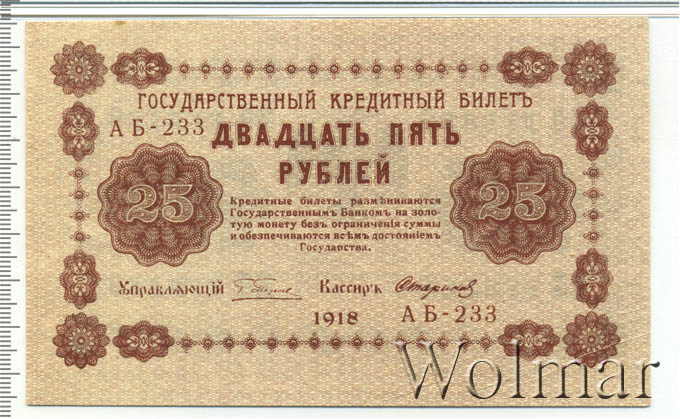 ГОСУДАРСТВЕННЫЙ КРЕДИТНЫЙ БИЛЕТЪ
АБ-233
ДВАДЦАТЬ ПЯТЬ
РУБЛЕЙ
25
25
Кредитные билеты размѣниваются
Государственнымъ Банкомъ на золо-
тую монету безъ ограниченія суммы
и обезпечиваются всѣмъ достояніемъ
Государства.
Управляющій
Кассиръ Стариков
1918 АБ-233
Wolmar